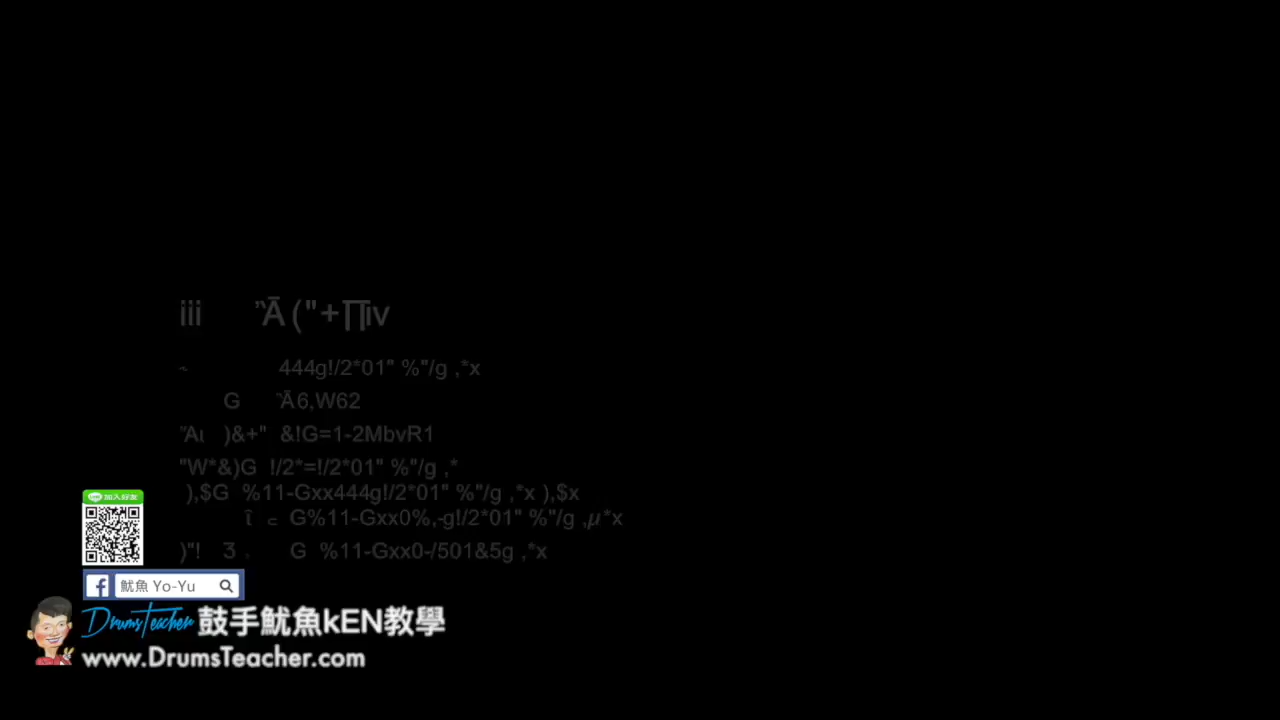 iii ˜Ā ("+∏iv
444g!/2*01" %"/g ,*x
G ˜Ā6,W62
˜Aι )&+" &!G=1-2MbvR1
"W*&)G !/2*=!/2*01" %"/g ,*
),$G %11-Gxx444g!/2*01" %"/g ,*x ),$x
G%11-Gxx0%,-g!/2*01" %"/g ,µ*x
)"! 3 G %11-Gxx0-/501&5g ,*x
LINE 加入好友
魷魚 Yo-Yu
DrumsTeacher 鼓手魷魚kEN教學
www.DrumsTeacher.com